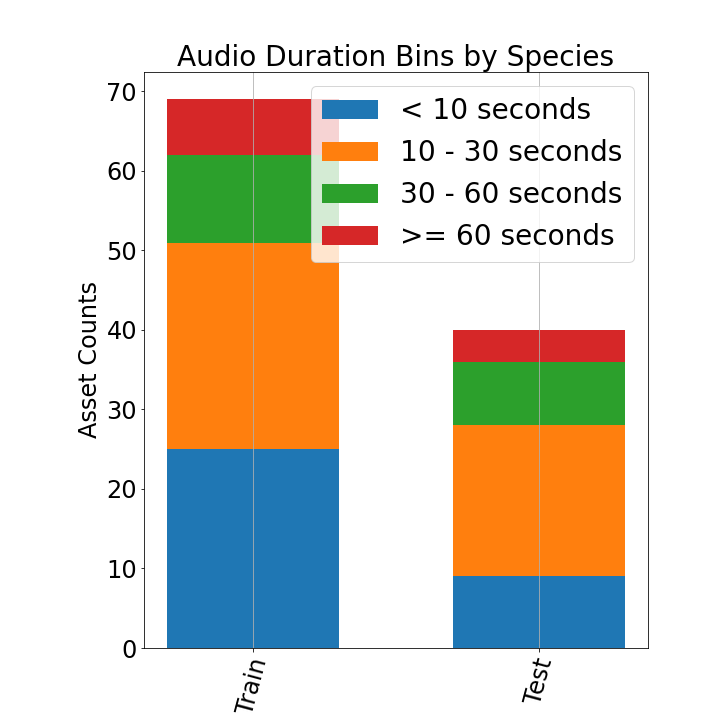 Audio Duration Bins by Species
70
60
50
40
30
20
10
0
Asset Counts
< 10 seconds
10 - 30 seconds
30 - 60 seconds
>= 60 seconds
Train
Test